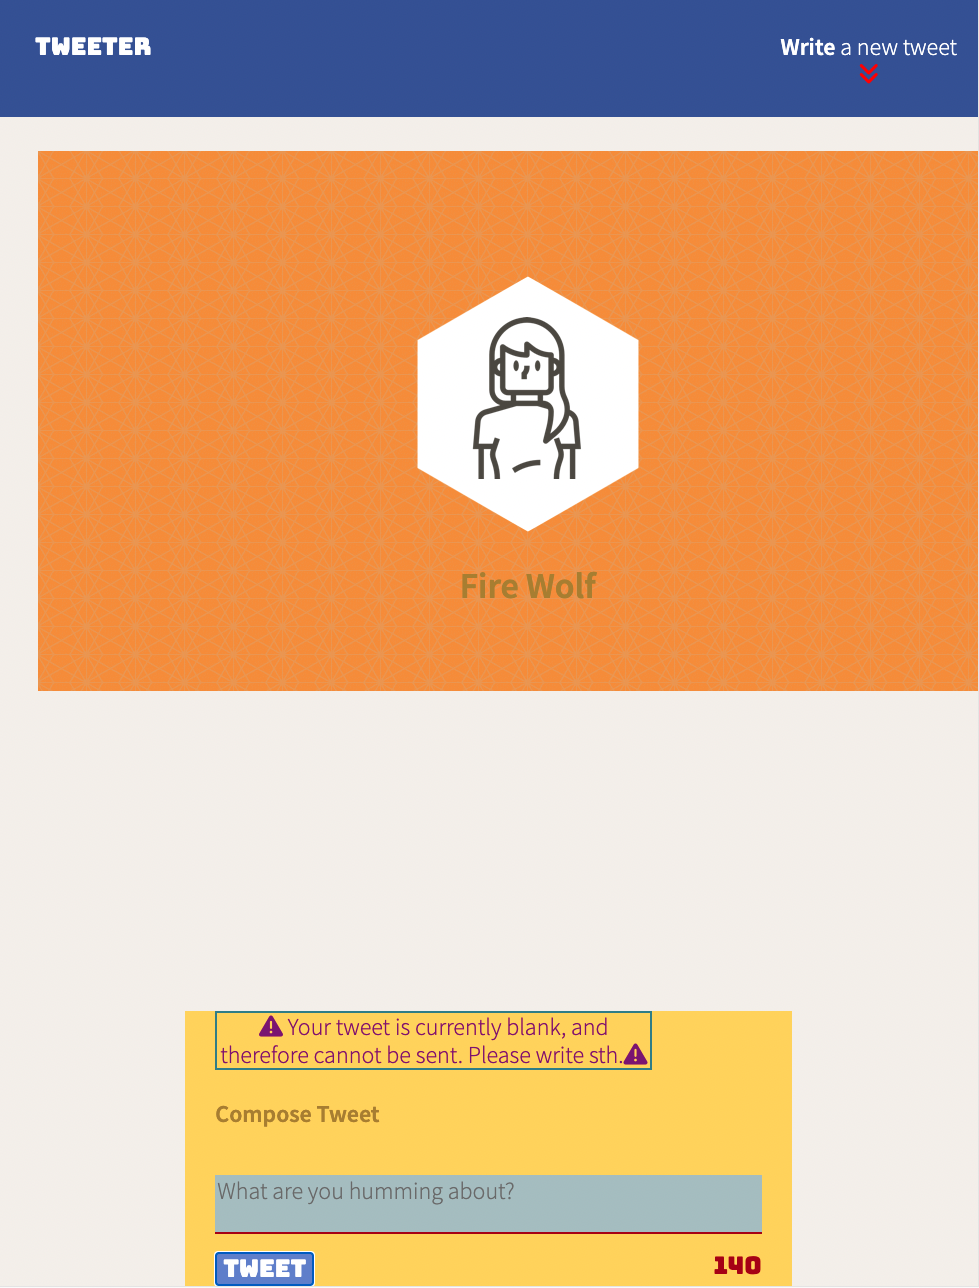 TWEETER
Write a new tweet
Fire Wolf
Your tweet is currently blank, and
therefore cannot be sent. Please write sth.
Compose Tweet
What are you humming about?
TWEET
140